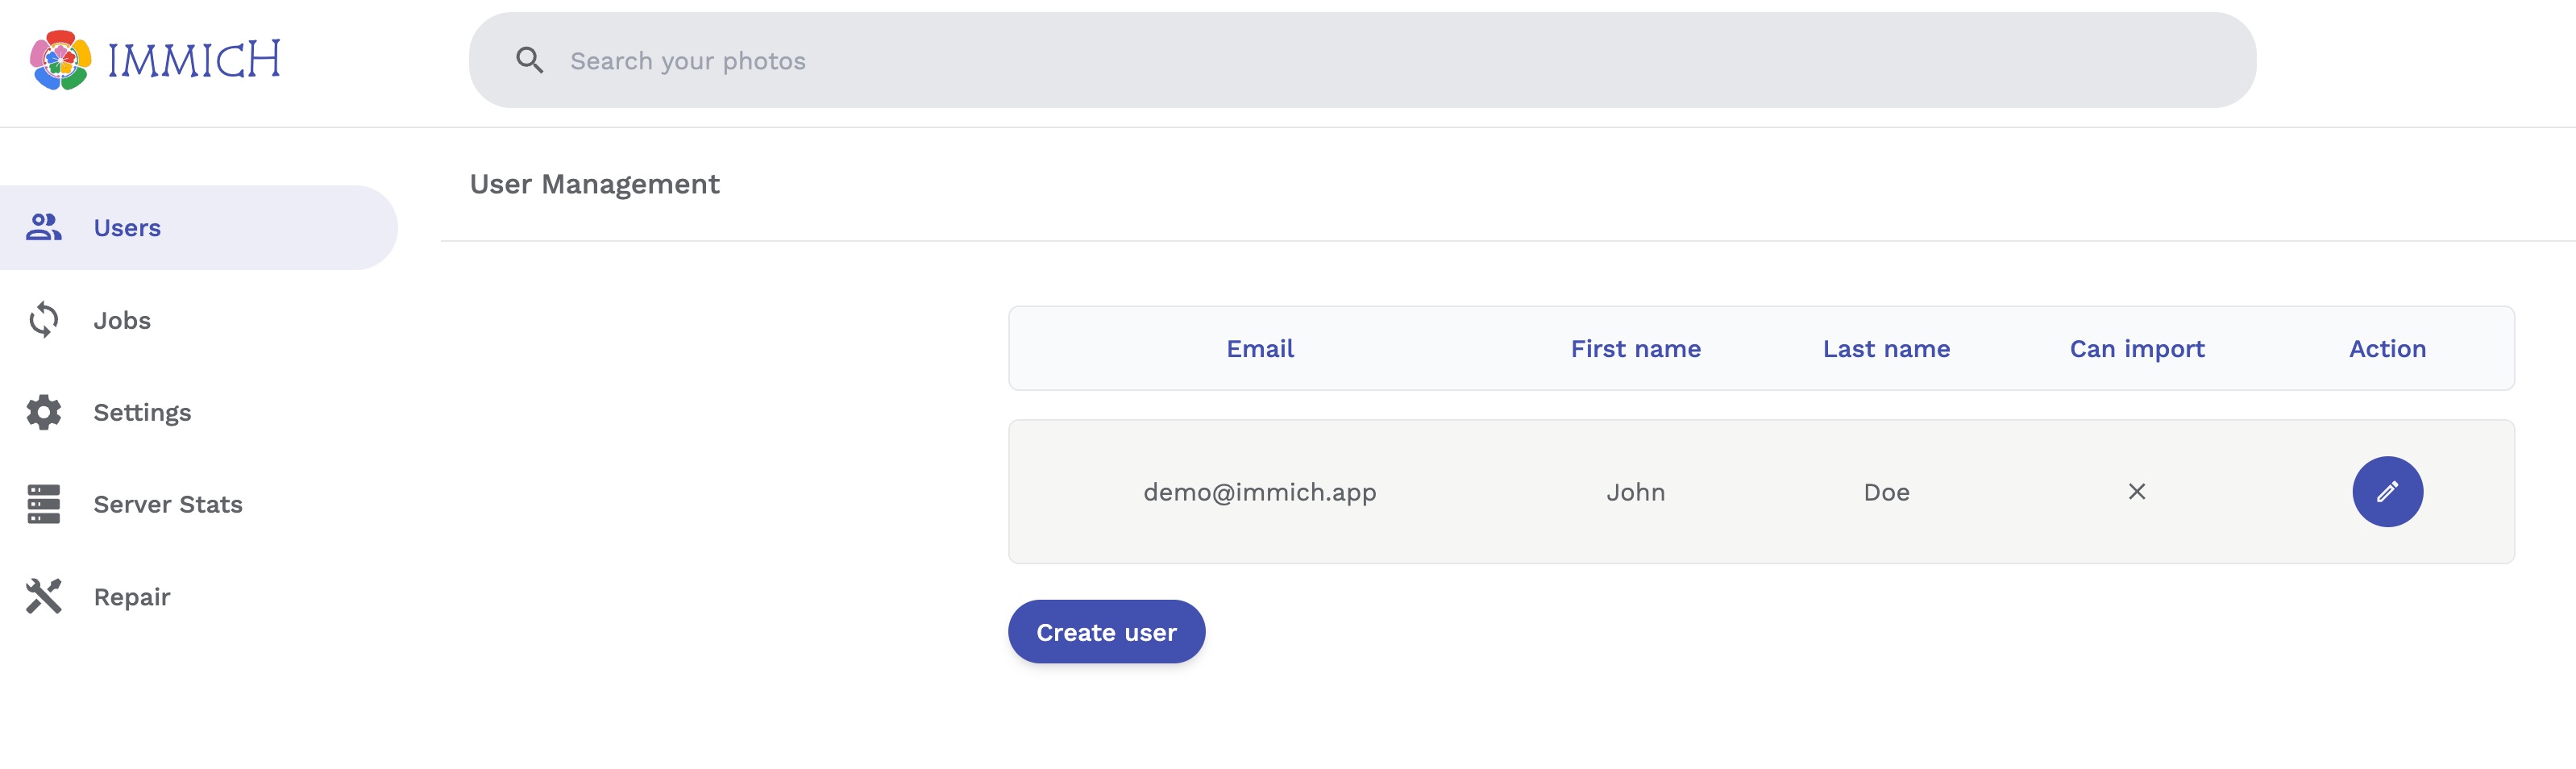 IMMICH
Search your photos
User Management
Users
Jobs
Settings
Server Stats
Repair
Email First name Last name Can import Action
demo@immich.app John Doe
Create user